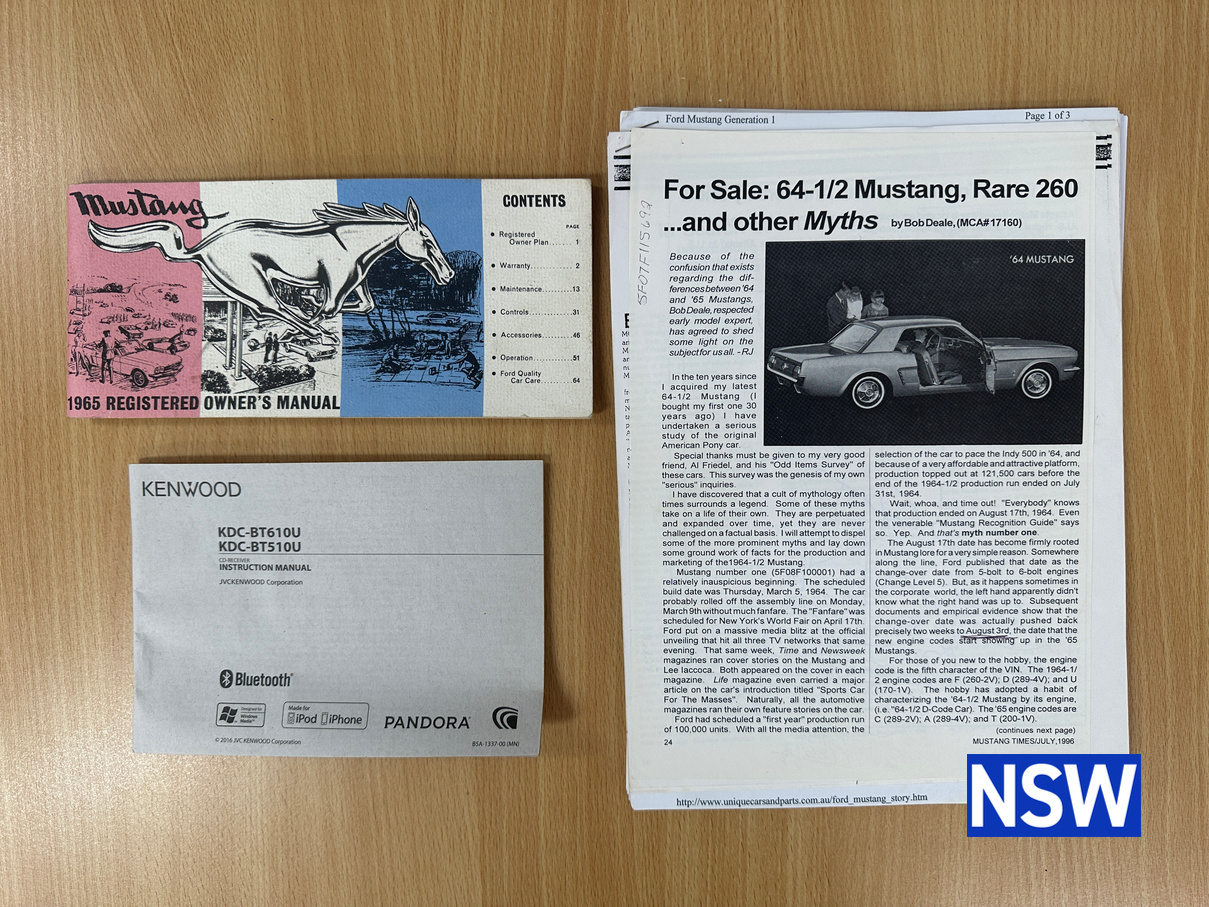 Mustang
CONTENTS
PAGE
• Registered
Owner Plan....... 1
• Warranty............ 2
• Maintenance.........13
• Controls.............31
• Accessories..........46
• Operation............51
• Ford Quality
Car Care..........64
1965 REGISTERED OWNER'S MANUAL
KENWOOD
KDC-BT610U
KDC-BT510U
CD-RECEIVER
INSTRUCTION MANUAL
JVCKENWOOD Corporation
Bluetooth®
Designed for
Windows
Media™
Made for
iPod iPhone
PANDORA®
© 2016 JVC KENWOOD Corporation
B5A-1337-00 (MN)
Ford Mustang Generation 1
Page 1 of 3
For Sale: 64-1/2 Mustang, Rare 260
...and other Myths by Bob Deale, (MCA# 17160)
5F07F115692
'64 MUSTANG
Because of the
confusion that exists
regarding the dif-
ferences between '64
and '65 Mustangs,
Bob Deale, respected
early model expert,
has agreed to shed
some light on the
subject for us all. - RJ
In the ten years since
I acquired my latest
64-1/2 Mustang (I
bought my first one 30
years ago) I have
undertaken a serious
study of the original
American Pony car.
Special thanks must be given to my very good
friend, Al Friedel, and his "Odd Items Survey" of
these cars. This survey was the genesis of my own
"serious" inquiries.
I have discovered that a cult of mythology often
times surrounds a legend. Some of these myths
take on a life of their own. They are perpetuated
and expanded over time, yet they are never
challenged on a factual basis. I will attempt to dispel
some of the more prominent myths and lay down
some ground work of facts for the production and
marketing of the1964-1/2 Mustang.
Mustang number one (5F08F100001) had a
relatively inauspicious beginning. The scheduled
build date was Thursday, March 5, 1964. The car
probably rolled off the assembly line on Monday,
March 9th without much fanfare. The "Fanfare" was
scheduled for New York's World Fair on April 17th.
Ford put on a massive media blitz at the official
unveiling that hit all three TV networks that same
evening. That same week, Time and Newsweek
magazines ran cover stories on the Mustang and
Lee Iaccoca. Both appeared on the cover in each
magazine. Life magazine even carried a major
article on the car's introduction titled "Sports Car
For The Masses". Naturally, all the automotive
magazines ran their own feature stories on the car.
Ford had scheduled a "first year" production run
of 100,000 units. With all the media attention, the
24
selection of the car to pace the Indy 500 in '64, and
because of a very affordable and attractive platform,
production topped out at 121,500 cars before the
end of the 1964-1/2 production run ended on July
31st, 1964.
Wait, whoa, and time out! "Everybody" knows
that production ended on August 17th, 1964. Even
the venerable "Mustang Recognition Guide" says
so. Yep. And that's myth number one.
The August 17th date has become firmly rooted
in Mustang lore for a very simple reason. Somewhere
along the line, Ford published that date as the
change-over date from 5-bolt to 6-bolt engines
(Change Level 5). But, as it happens sometimes in
the corporate world, the left hand apparently didn't
know what the right hand was up to. Subsequent
documents and empirical evidence show that the
change-over date was actually pushed back
precisely two weeks to August 3rd, the date that the
new engine codes start showing up in the '65
Mustangs.
For those of you new to the hobby, the engine
code is the fifth character of the VIN. The 1964-1/
2 engine codes are F (260-2V); D (289-4V); and U
(170-1V). The hobby has adopted a habit of
characterizing the '64-1/2 Mustang by its engine,
(i.e. "64-1/2 D-Code Car). The '65 engine codes are
C (289-2V); A (289-4V); and T (200-1V).
(continues next page)
MUSTANG TIMES/JULY,1996
http://www.uniquecarsandparts.com.au/ford_mustang_story.htm
NSW